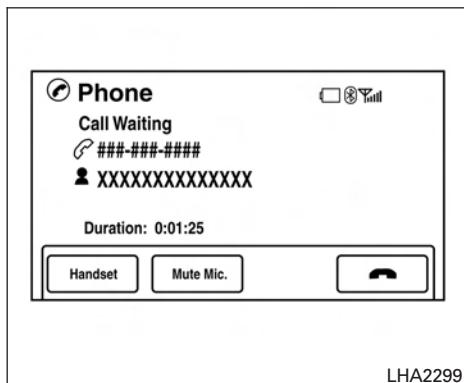 Phone
Call Waiting
###-###-####
XXXXXXXXXXXXXX
Duration: 0:01:25
Handset
Mute Mic.
LHA2299